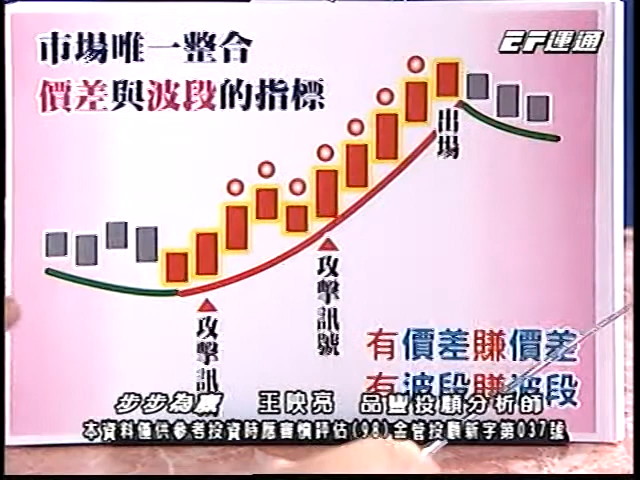 市場唯一整合
EF運通
價差與波段的指標
出場
攻擊訊號
攻擊訊
有價差賺價差
有波段賺波段
步步為贏 王映亮 品豐投顧分析師
本資料僅供參考投資時應審慎評估(98)金管投顧新字第037號